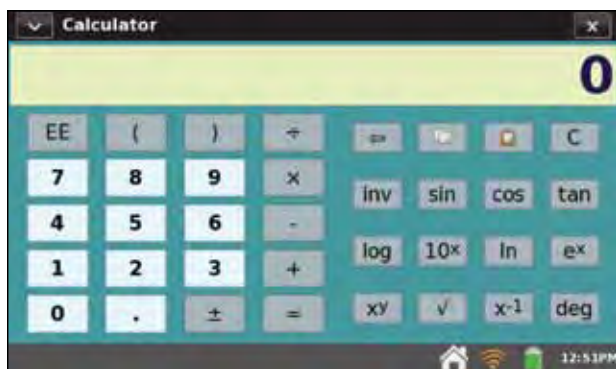 Calculator x
0
EE ( ) ÷ C
7 8 9 × inv sin cos tan
4 5 6 -
1 2 3 + log 10x ln ex
0 . ± = xy √ x-1 deg
12:51PM